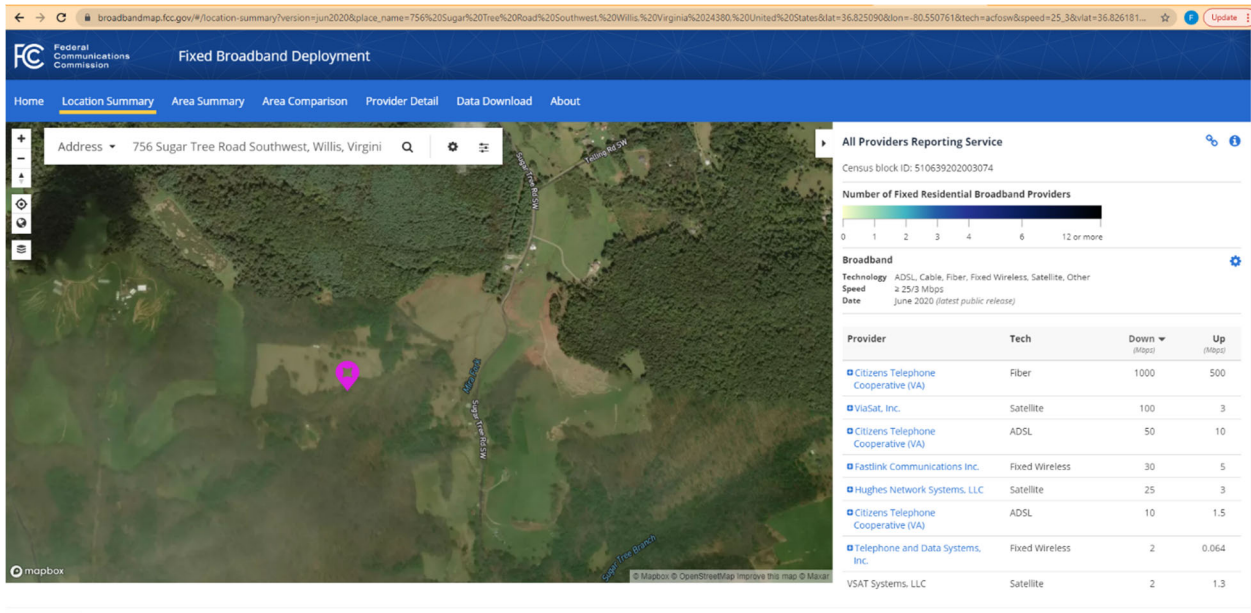 broadbandmap.fcc.gov/#/location-summary?version=jun2020&place_name=756%20Sugar%20Tree%20Road%20Southwest,%20Willis,%20Virginia%2024380,%20United%20States&lat=36.825090&lon=-80.550761&tech=acfosw&speed=25_3&vlat=36.826181...
F
Update
FC
Federal
Communications
Commission
Fixed Broadband Deployment
Home
Location Summary
Area Summary
Area Comparison
Provider Detail
Data Download
About
Address
756 Sugar Tree Road Southwest, Willis, Virgini
Telling Rd SW
Sugar Tree Rd SW
Sugar Tree Rd SW
Sugar Tree Branch
mapbox
© Mapbox © OpenStreetMap Improve this map © Maxar
All Providers Reporting Service
Census block ID: 510639202003074
Number of Fixed Residential Broadband Providers
0 1 2 3 4 6 12 or more
Broadband
Technology ADSL, Cable, Fiber, Fixed Wireless, Satellite, Other
Speed ≥ 25/3 Mbps
Date June 2020 (latest public release)
Provider Tech Down Up
(Mbps) (Mbps)
Citizens Telephone Fiber 1000 500
Cooperative (VA)
ViaSat, Inc. Satellite 100 3
Citizens Telephone ADSL 50 10
Cooperative (VA)
Fastlink Communications Inc. Fixed Wireless 30 5
Hughes Network Systems, LLC Satellite 25 3
Citizens Telephone ADSL 10 1.5
Cooperative (VA)
Telephone and Data Systems, Fixed Wireless 2 0.064
Inc.
VSAT Systems, LLC Satellite 2 1.3